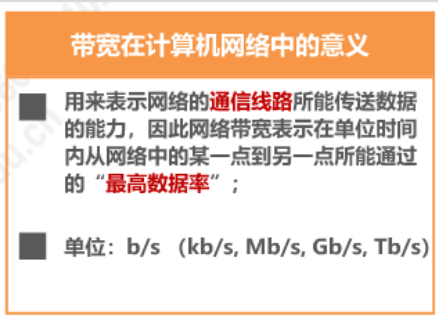 带宽在计算机网络中的意义
用来表示网络的通信线路所能传送数据
的能力，因此网络带宽表示在单位时间
内从网络中的某一点到另一点所能通过
的“最高数据率”；
单位：b/s （kb/s, Mb/s, Gb/s, Tb/s)